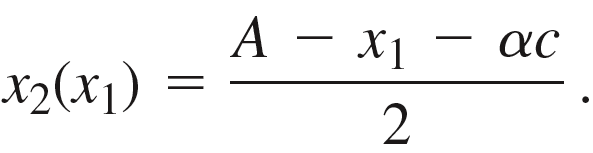 x₂(x₁) = (A − x₁ − αc) / 2 .